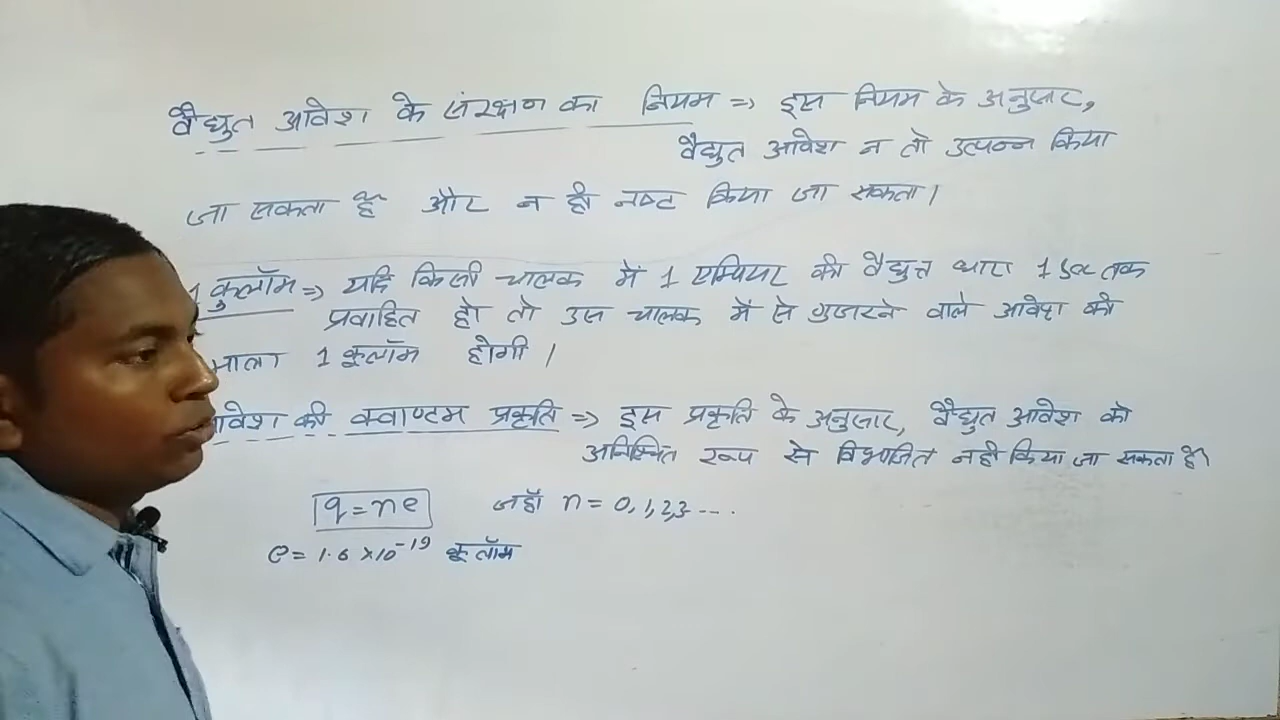 वैद्युत आवेश के संरक्षण का नियम => इस नियम के अनुसार,
वैद्युत आवेश न तो उत्पन्न किया
जा सकता है और न ही नष्ट किया जा सकता।
1 कुलॉम => यदि किसी चालक में 1 एम्पियर की वैद्युत धारा 1 Sec तक
प्रवाहित हो तो उस चालक में से गुजरने वाले आवेश की
मात्रा 1 कूलॉम होगी।
आवेश की क्वाण्टम प्रकृति => इस प्रकृति के अनुसार, वैद्युत आवेश को
अनिश्चित रूप से विभाजित नही किया जा सकता है
q = ne जहाँ n = 0, 1, 2, 3 ----
e = 1.6 × 10⁻¹⁹ कूलॉम